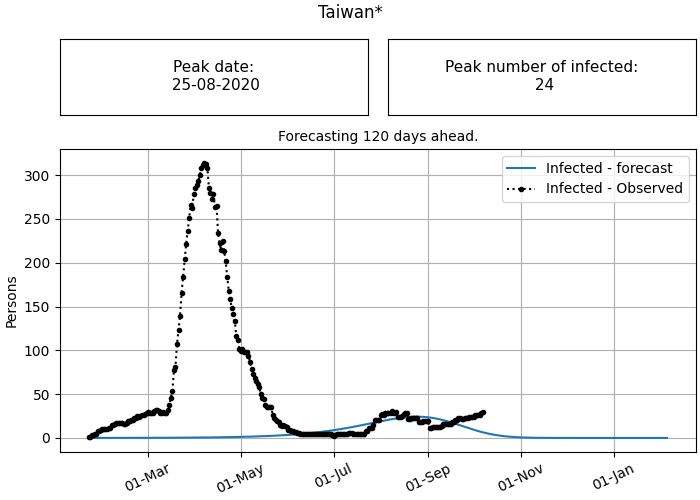 Taiwan*
Peak date:
25-08-2020
Peak number of infected:
24
Forecasting 120 days ahead.
Infected - forecast
Infected - Observed
Persons
300
250
200
150
100
50
0
01-Mar
01-May
01-Jul
01-Sep
01-Nov
01-Jan